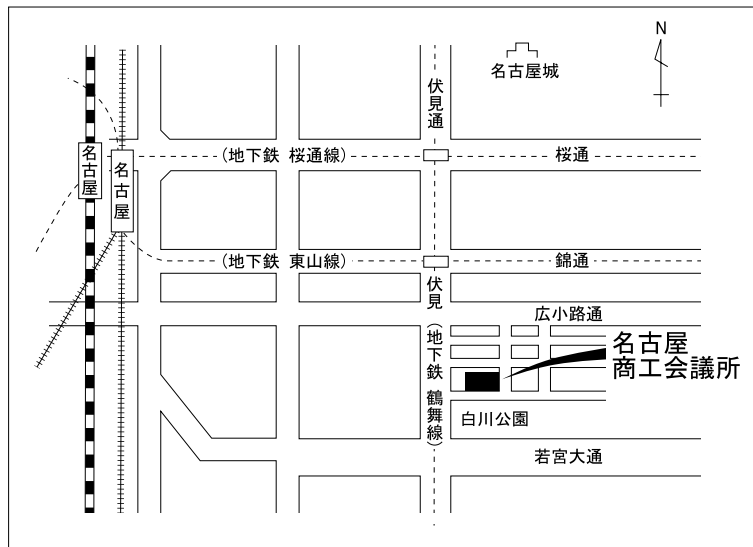 N
名古屋城
伏見通
名古屋
名古屋
(地下鉄 桜通線)
桜通
(地下鉄 東山線)
錦通
伏見
広小路通
(地下鉄 鶴舞線)
名古屋
商工会議所
白川公園
若宮大通